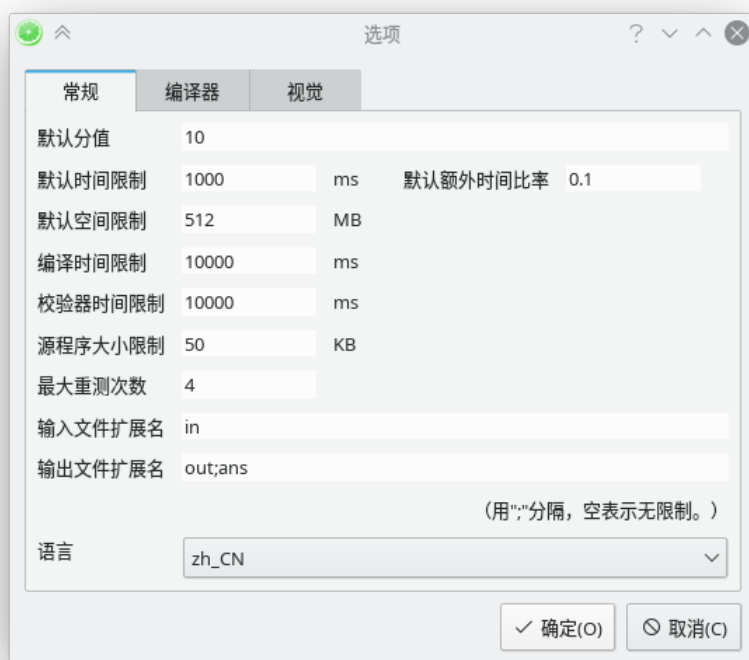 选项
常规 编译器 视觉
默认分值 10
默认时间限制 1000 ms 默认额外时间比率 0.1
默认空间限制 512 MB
编译时间限制 10000 ms
校验器时间限制 10000 ms
源程序大小限制 50 KB
最大重测次数 4
输入文件扩展名 in
输出文件扩展名 out;ans
（用";"分隔，空表示无限制。）
语言 zh_CN
确定(O) 取消(C)